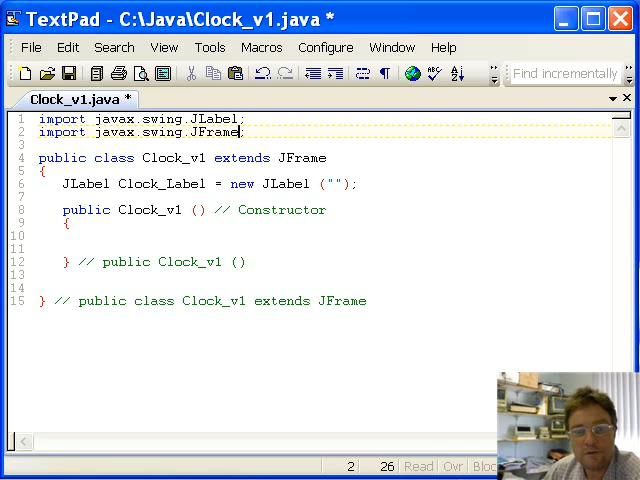 TextPad - C:\Java\Clock_v1.java *
File Edit Search View Tools Macros Configure Window Help
Find incrementally
Clock_v1.java *
1 import javax.swing.JLabel;
2 import javax.swing.JFrame;
3
4 public class Clock_v1 extends JFrame
5 {
6 JLabel Clock_Label = new JLabel ("");
7
8 public Clock_v1 () // Constructor
9 {
10
11
12 } // public Clock_v1 ()
13
14
15 } // public class Clock_v1 extends JFrame
2 26 Read Ovr Bloc